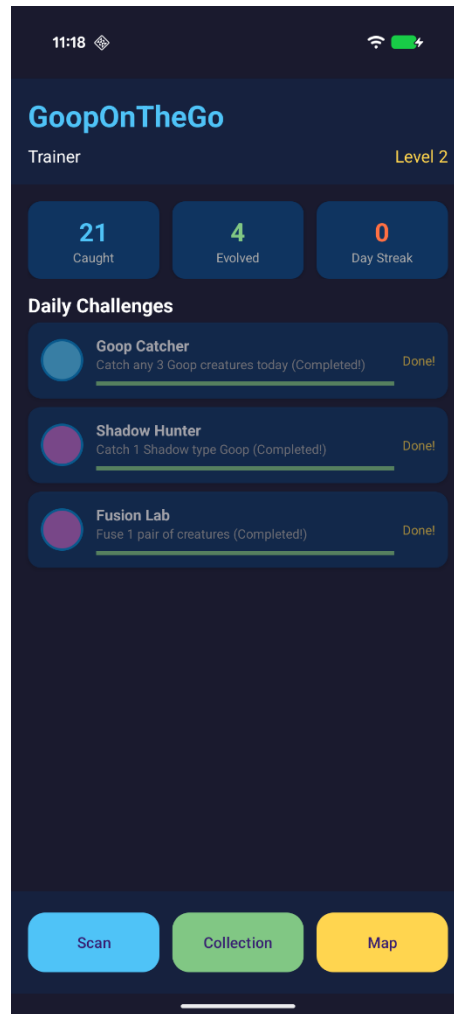 11:18
GoopOnTheGo
Trainer
Level 2
21
Caught
4
Evolved
0
Day Streak
Daily Challenges
Goop Catcher
Catch any 3 Goop creatures today (Completed!)
Done!
Shadow Hunter
Catch 1 Shadow type Goop (Completed!)
Done!
Fusion Lab
Fuse 1 pair of creatures (Completed!)
Done!
Scan
Collection
Map